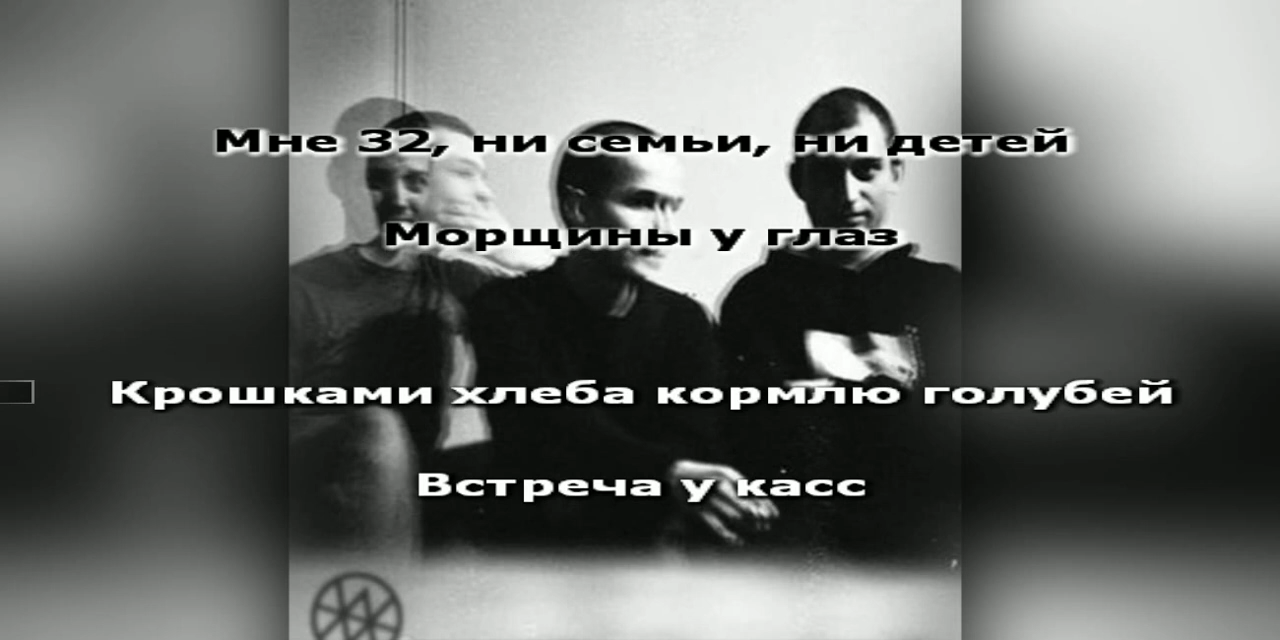 Мне 32, ни семьи, ни детей
Морщины у глаз
Крошками хлеба кормлю голубей
Встреча у касс